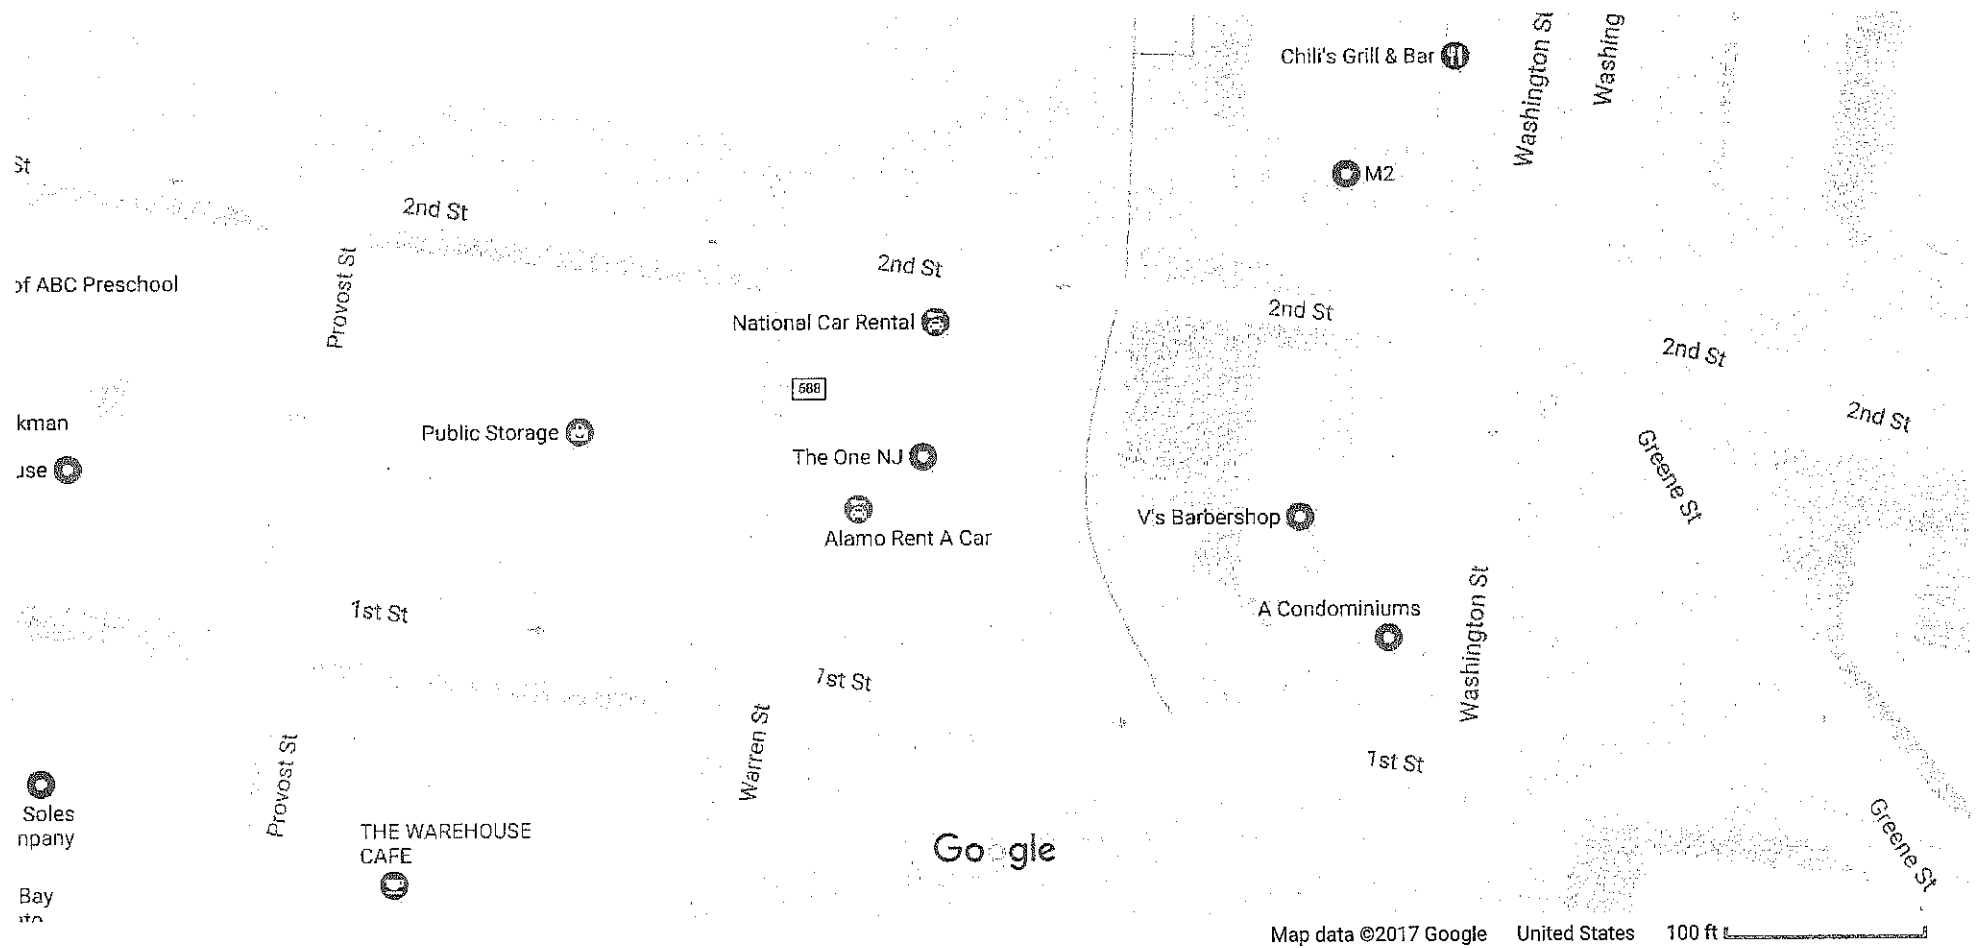 Chili's Grill & Bar
Washington St
Washing
St
M2
2nd St
2nd St
of ABC Preschool
Provost St
2nd St
National Car Rental
2nd St
588
2nd St
kman
Public Storage
Greene St
The One NJ
use
Alamo Rent A Car
V's Barbershop
1st St
A Condominiums
Washington St
1st St
Warren St
Provost St
1st St
Soles
npany
THE WAREHOUSE
CAFE
Google
Greene St
Bay
Map data ©2017 Google United States 100 ft